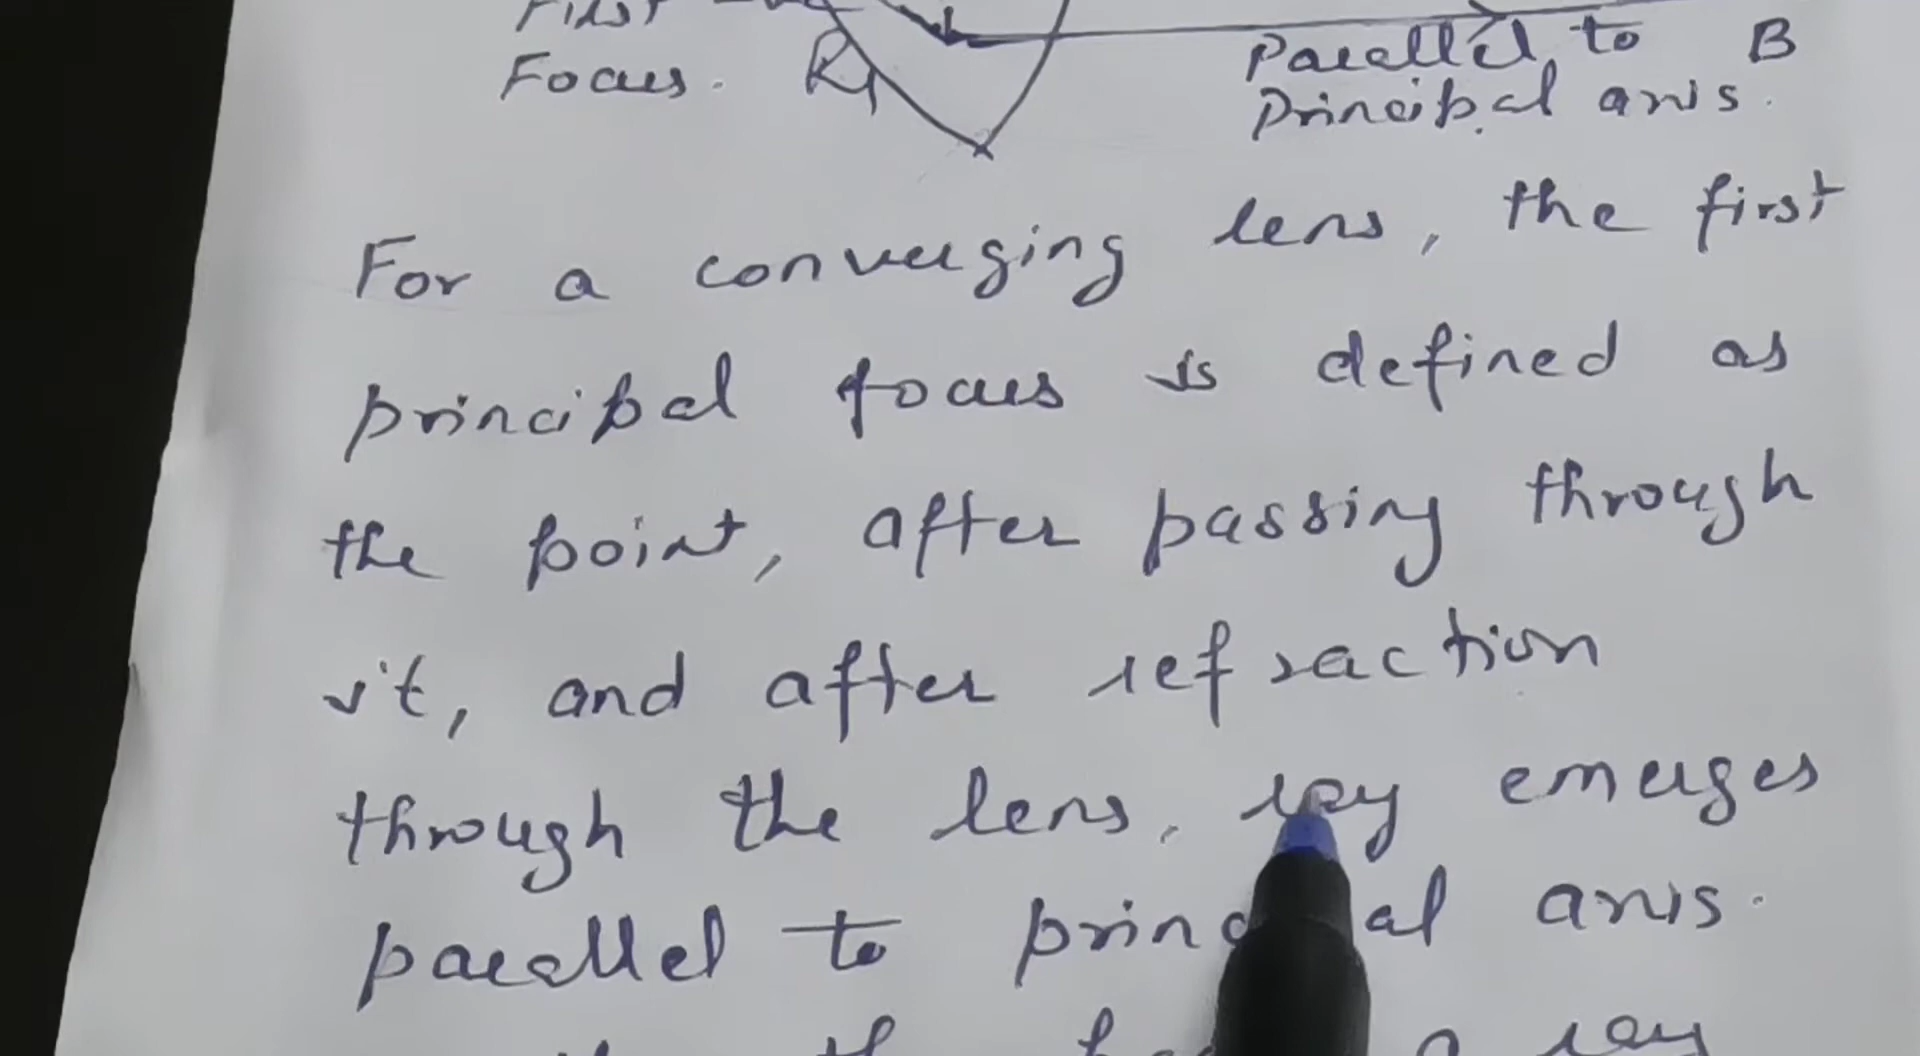 First
Focus.
Parallel to B
Principal axis.
For a converging lens, the first
principal focus is defined as
the point, after passing through
it, and after refraction
through the lens, ray emerges
parallel to principal axis.
ray